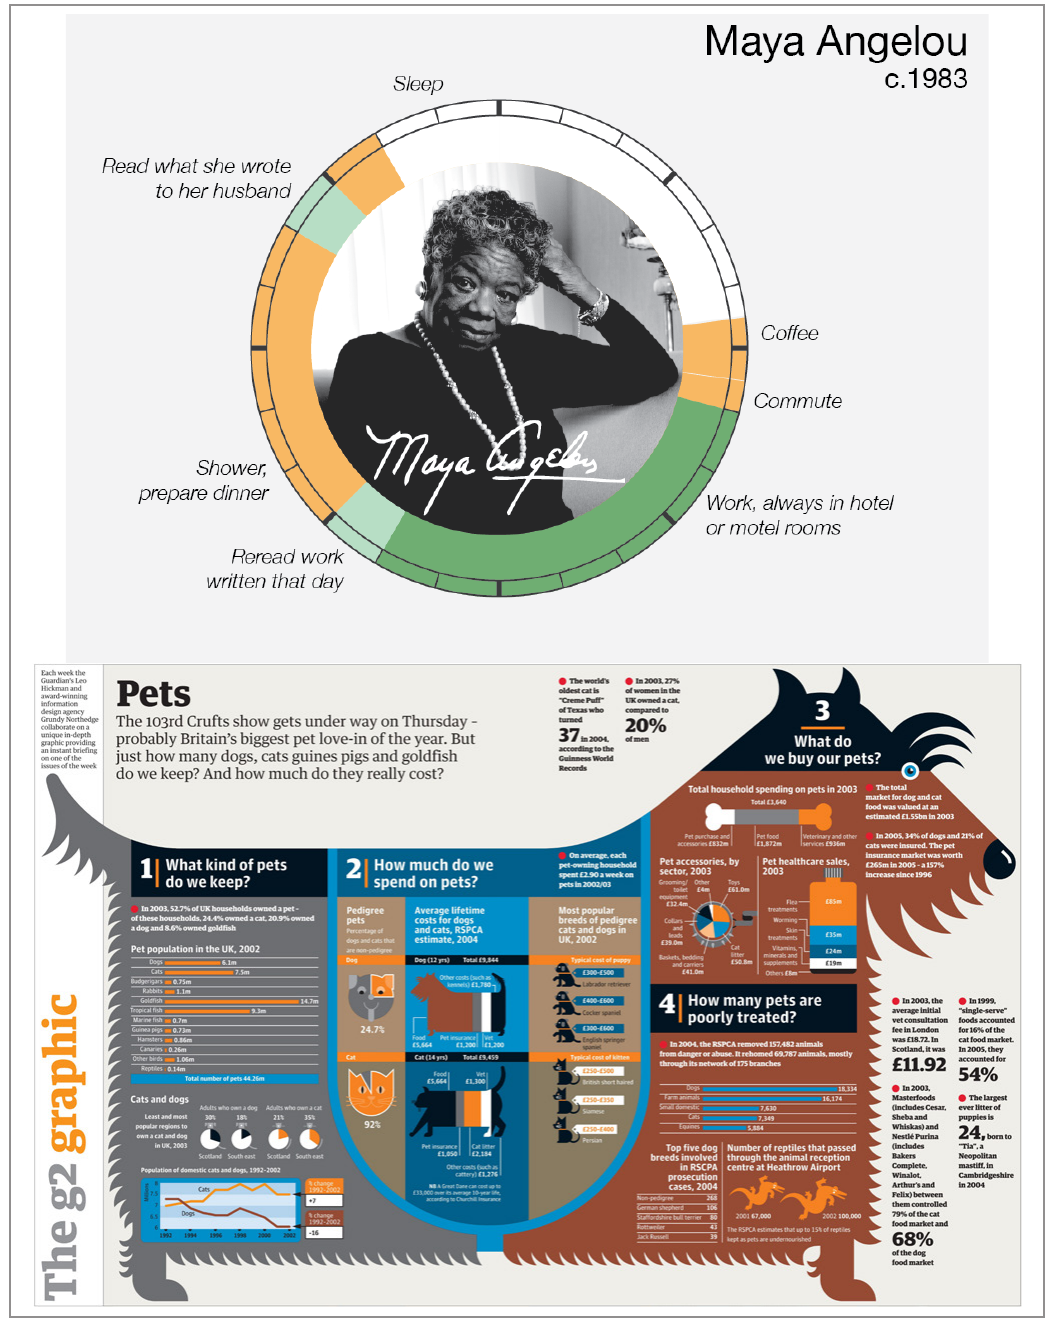 Maya Angelou
c.1983
Sleep
Read what she wrote
to her husband
Coffee
Commute
Shower,
prepare dinner
Work, always in hotel
or motel rooms
Reread work
written that day
Maya Angelou
Each week the
Guardian's Leo
Hickman and
award-winning
information
design agency
Grundy Northedge
collaborate on a
unique in-depth
graphic providing
an instant briefing
on one of the
issues of the week
The g2 graphic
Pets
The 103rd Crufts show gets under way on Thursday –
probably Britain's biggest pet love-in of the year. But
just how many dogs, cats guines pigs and goldfish
do we keep? And how much do they really cost?
The world's
oldest cat is
"Creme Puff"
of Texas who
turned
37 in 2004,
according to the
Guinness World
Records
In 2003, 27%
of women in the
UK owned a cat,
compared to
20%
of men
1 What kind of pets
do we keep?
In 2003, 52.7% of UK households owned a pet –
of these households, 24.4% owned a cat, 20.9% owned
a dog and 8.6% owned goldfish
Pet population in the UK, 2002
Dogs 6.1m
Cats 7.5m
Budgerigars 0.75m
Rabbits 1.1m
Goldfish 14.7m
Tropical fish 9.3m
Marine fish 0.7m
Guinea pigs 0.73m
Hamsters 0.86m
Canaries 0.26m
Other birds 1.06m
Reptiles 0.14m
Total number of pets 44.26m
Cats and dogs
Least and most
popular regions to
own a cat and dog
in UK, 2003
Adults who own a dog
30% 18%
Scotland South-east
Adults who own a cat
21% 35%
Scotland South-east
Population of domestic cats and dogs, 1992–2002
Millions
Cats
Dogs
1992 1994 1996 1998 2000 2002
% change
1992–2002
+7
% change
1992–2002
-16
2 How much do we
spend on pets?
On average, each
pet-owning household
spent £2.90 a week on
pets in 2002/03
Pedigree
pets
Percentage of
dogs and cats that
are non-pedigree
Dog
24.7%
Cat
92%
Average lifetime
costs for dogs
and cats, RSPCA
estimate, 2004
Dog (12 yrs) Total £9,844
Other costs (such as
kennels) £1,780
Food
£5,664
Pet insurance
£1,200
Vet
£1,200
Cat (14 yrs) Total £9,459
Food
£5,664
Vet
£1,300
Pet insurance
£1,050
Cat litter
£2,184
Other costs (such as
cattery) £1,276
NB A Great Dane can cost up to
£33,000 over its average 10-year life,
according to Churchill Insurance
Most popular
breeds of pedigree
cats and dogs in
UK, 2002
Typical cost of puppy
£300–£500
Labrador retriever
£400–£600
Cocker spaniel
£300–£600
English springer
spaniel
Typical cost of kitten
£250–£500
British short haired
£250–£350
Siamese
£250–£400
Persian
3
What do
we buy our pets?
Total household spending on pets in 2003
Total £3,640
Pet purchase and
accessories £832m
Pet food
£1,872m
Veterinary and other
services £936m
The total
market for dog and cat
food was valued at an
estimated £1.55bn in 2003
In 2005, 34% of dogs and 21% of
cats were insured. The pet
insurance market was worth
£265m in 2005 – a 157%
increase since 1996
Pet accessories, by
sector, 2003
Grooming/
toilet
equipment
£32.4m
Other
£4m
Toys
£61.0m
Collars
and
leads
£39.0m
Baskets, bedding
and carriers
£41.0m
Cat
litter
£50.8m
Pet healthcare sales,
2003
Flea
treatments
£85m
Worming
£35m
Skin
treatments
£24m
Vitamins,
minerals and
supplements
£19m
Others £8m
4 How many pets are
poorly treated?
In 2004, the RSPCA removed 157,482 animals
from danger or abuse. It rehomed 69,787 animals, mostly
through its network of 175 branches
Dogs 18,334
Farm animals 16,174
Small domestic 7,630
Cats 7,349
Equines 5,884
Top five dog
breeds involved
in RSCPA
prosecution
cases, 2004
Non-pedigree 268
German shepherd 106
Staffordshire bull terrier 80
Rottweiler 43
Jack Russell 39
Number of reptiles that passed
through the animal reception
centre at Heathrow Airport
2001 67,000
2002 100,000
The RSPCA estimates that up to 15% of reptiles
kept as pets are undernourished
In 2003, the
average initial
vet consultation
fee in London
was £18.72. In
Scotland, it was
£11.92
In 2003,
Masterfoods
(includes Cesar,
Sheba and
Whiskas) and
Nestlé Purina
(includes
Bakers
Complete,
Winalot,
Arthur's and
Felix) between
them controlled
79% of the cat
food market and
68%
of the dog
food market
In 1999,
"single-serve"
foods accounted
for 16% of the
cat food market.
In 2005, they
accounted for
54%
The largest
ever litter of
puppies is
24, born to
"Tia", a
Neopolitan
mastiff, in
Cambridgeshire
in 2004